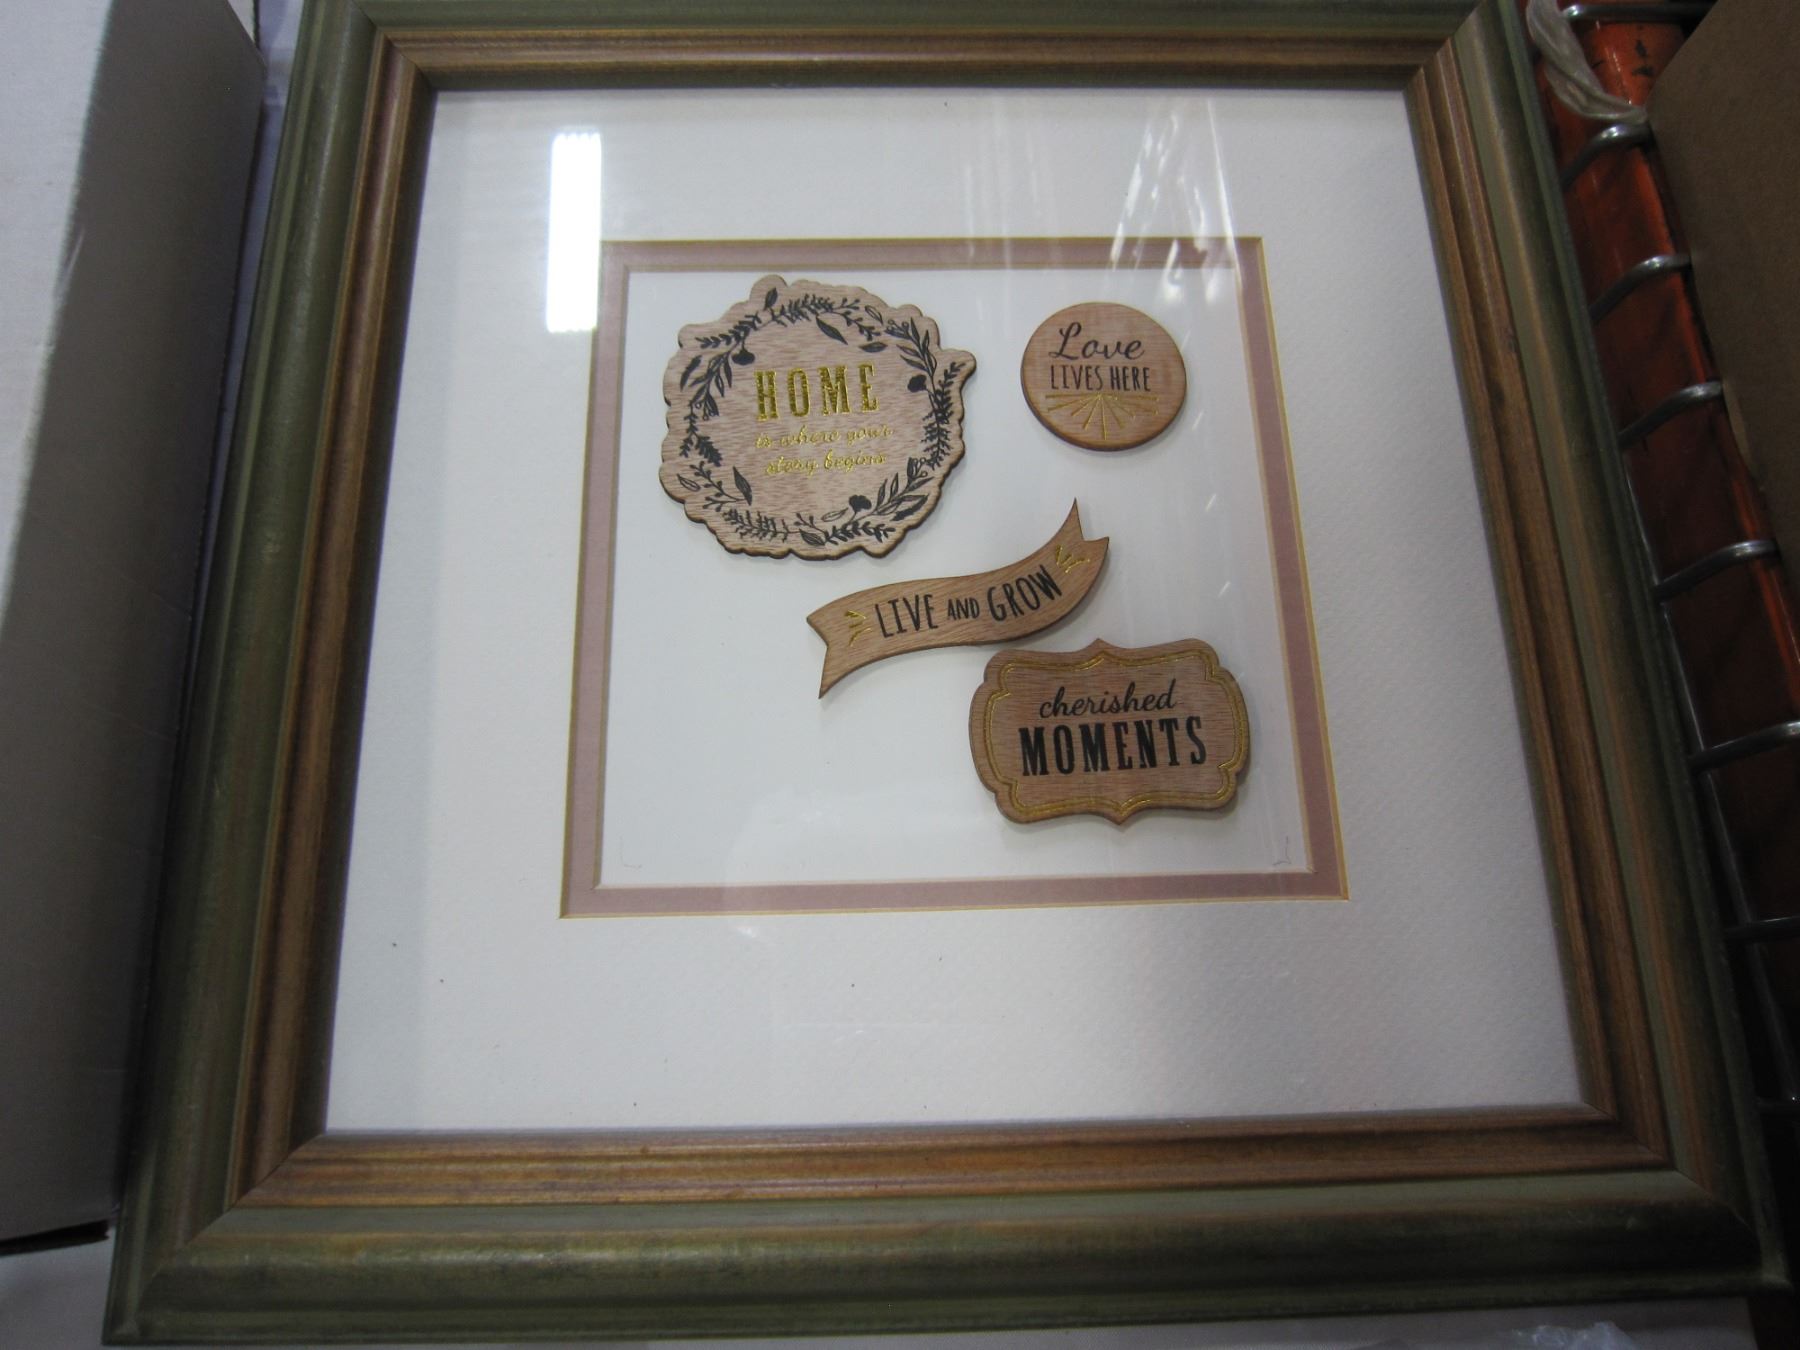 HOME
is where your
story begins
Love
LIVES HERE
LIVE AND GROW
cherished
MOMENTS